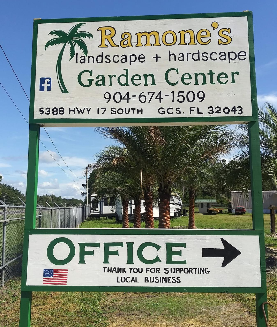 Ramone's
landscape + hardscape
Garden Center
904-674-1509
5388 HWY 17 SOUTH GCS. FL 32043
OFFICE
THANK YOU FOR SUPPORTING
LOCAL BUSINESS